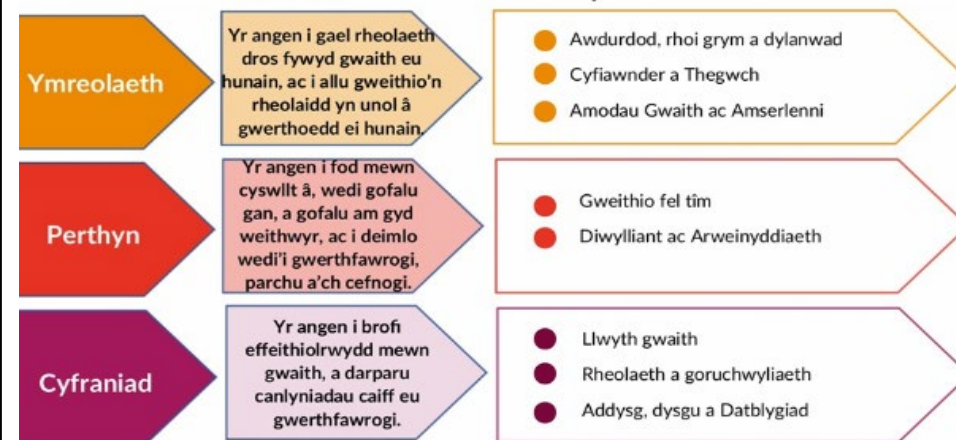 Ymreolaeth
Yr angen i gael rheolaeth
dros fywyd gwaith eu
hunain, ac i allu gweithio'n
rheolaidd yn unol â
gwerthoedd ei hunain.
Awdurdod, rhoi grym a dylanwad
Cyfiawnder a Thegwch
Amodau Gwaith ac Amserlenni
Perthyn
Yr angen i fod mewn
cyswllt â, wedi gofalu
gan, a gofalu am gyd
weithwyr, ac i deimlo
wedi'i gwerthfawrogi,
parchu a'ch cefnogi.
Gweithio fel tîm
Diwylliant ac Arweinyddiaeth
Cyfraniad
Yr angen i brofi
effeithiolrwydd mewn
gwaith, a darparu
canlyniadau caiff eu
gwerthfawrogi.
Llwyth gwaith
Rheolaeth a goruchwyliaeth
Addysg, dysgu a Datblygiad